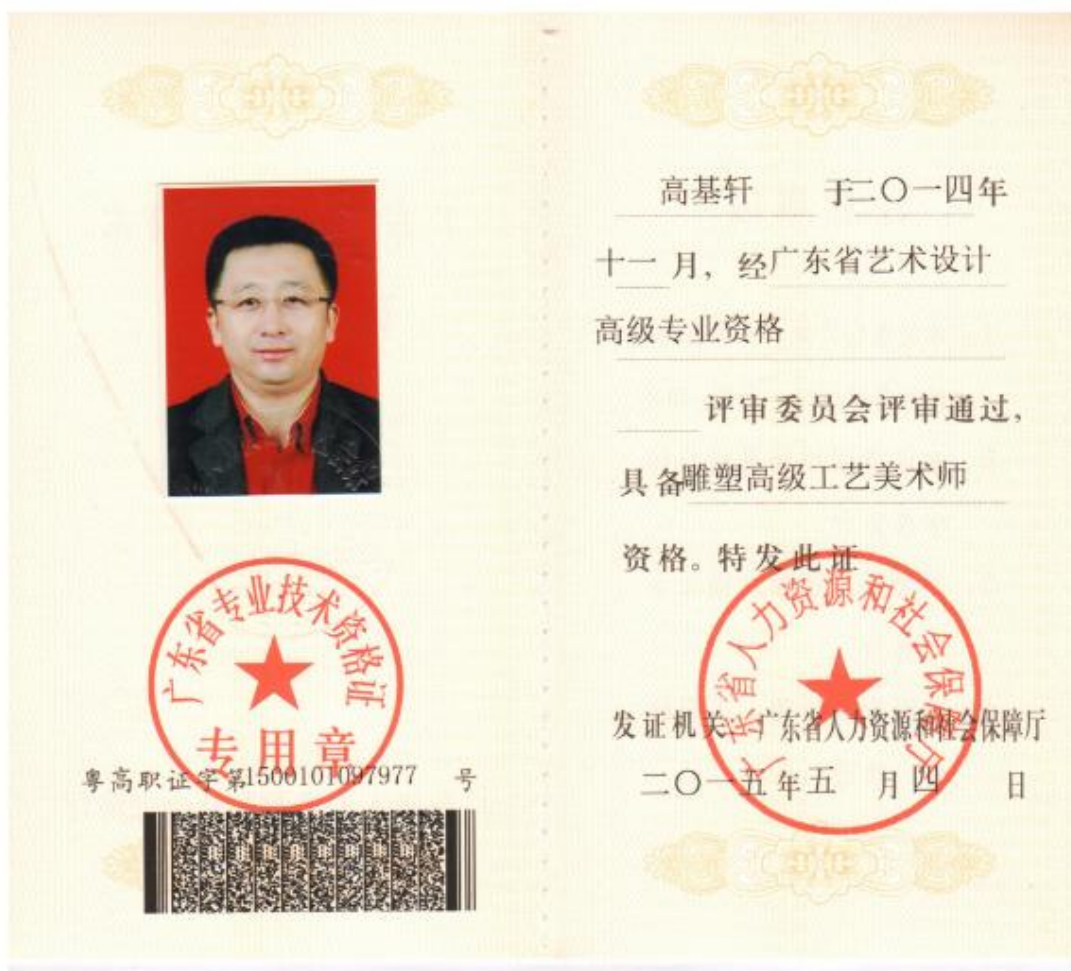 广东省专业技术资格证
专用章
粤高职证字第1500101097977 号
高基轩 于二〇一四年
十一月，经广东省艺术设计
高级专业资格
评审委员会评审通过，
具备雕塑高级工艺美术师
资格。特发此证
广东省人力资源和社会保障厅
发证机关：广东省人力资源和社会保障厅
二〇一五年五 月四 日